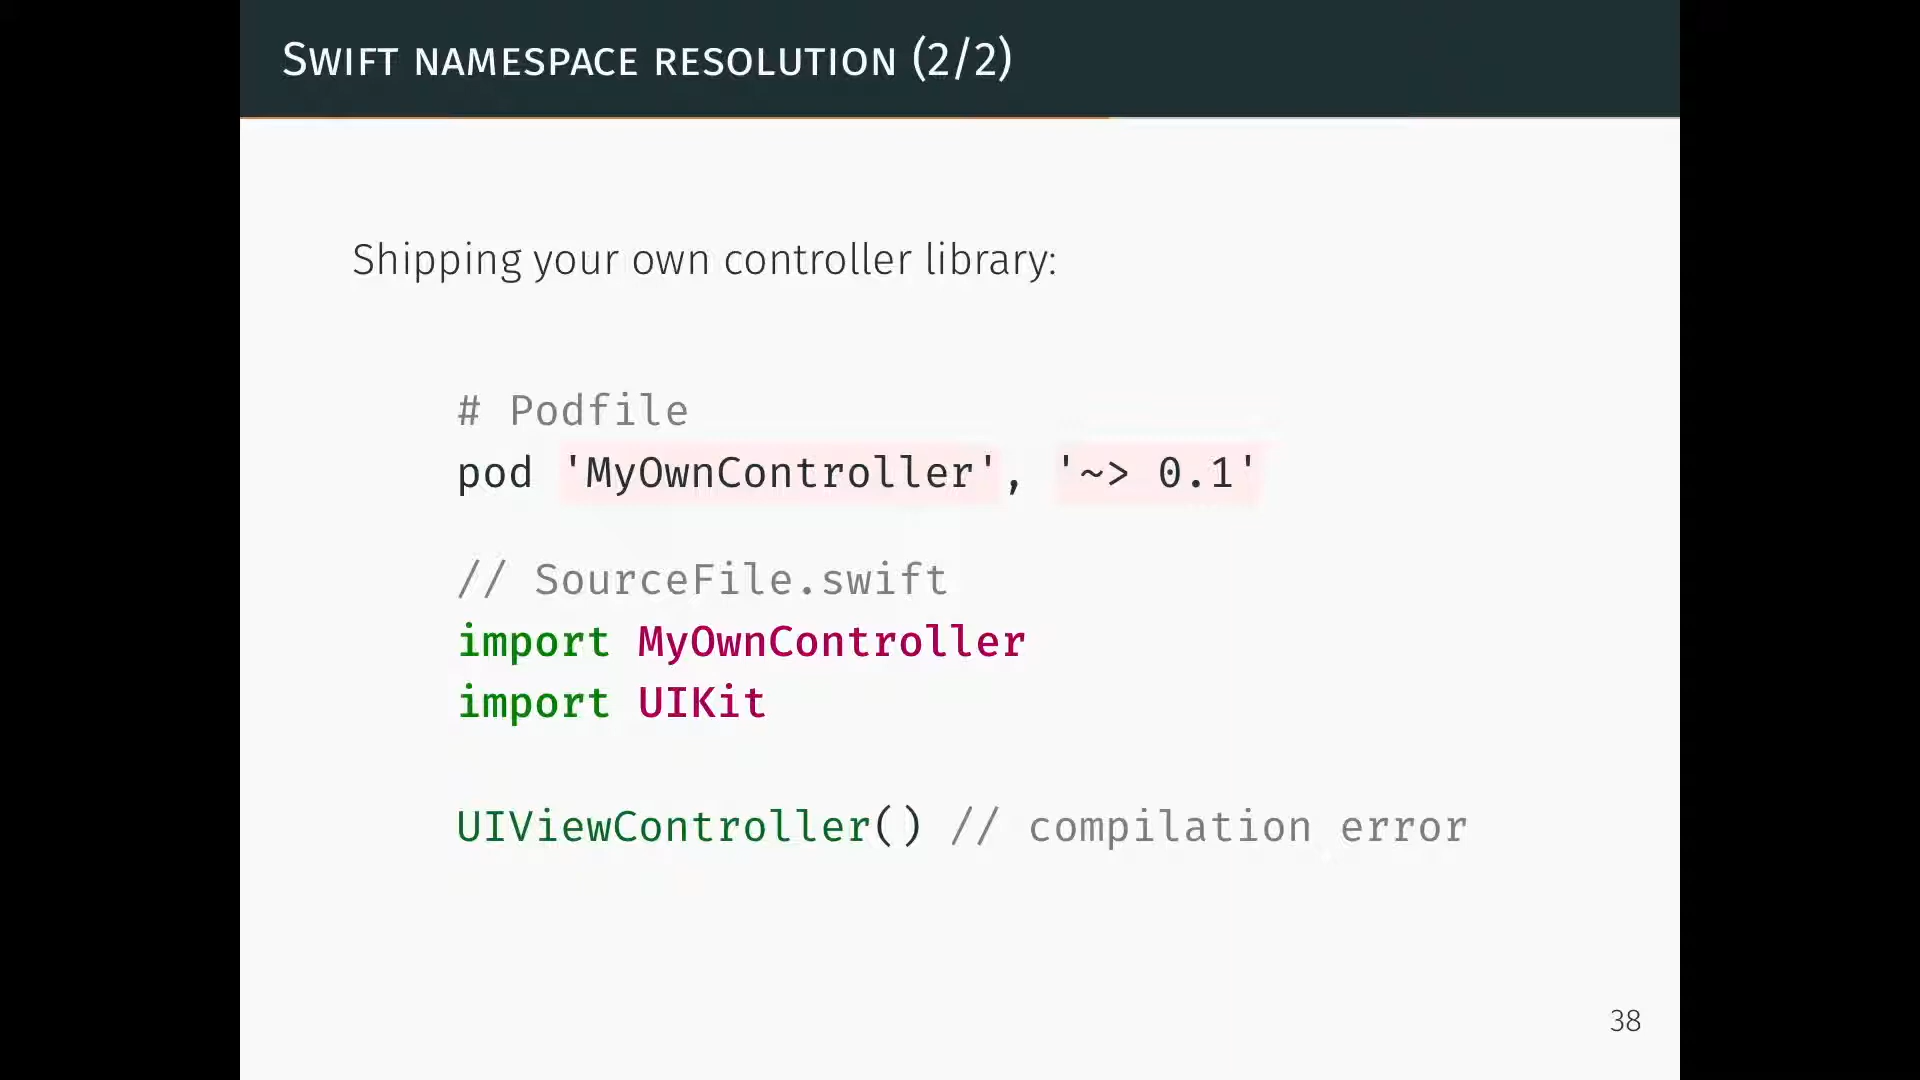 Swift namespace resolution (2/2)
Shipping your own controller library:
# Podfile
pod 'MyOwnController', '~> 0.1'
// SourceFile.swift
import MyOwnController
import UIKit
UIViewController() // compilation error
38